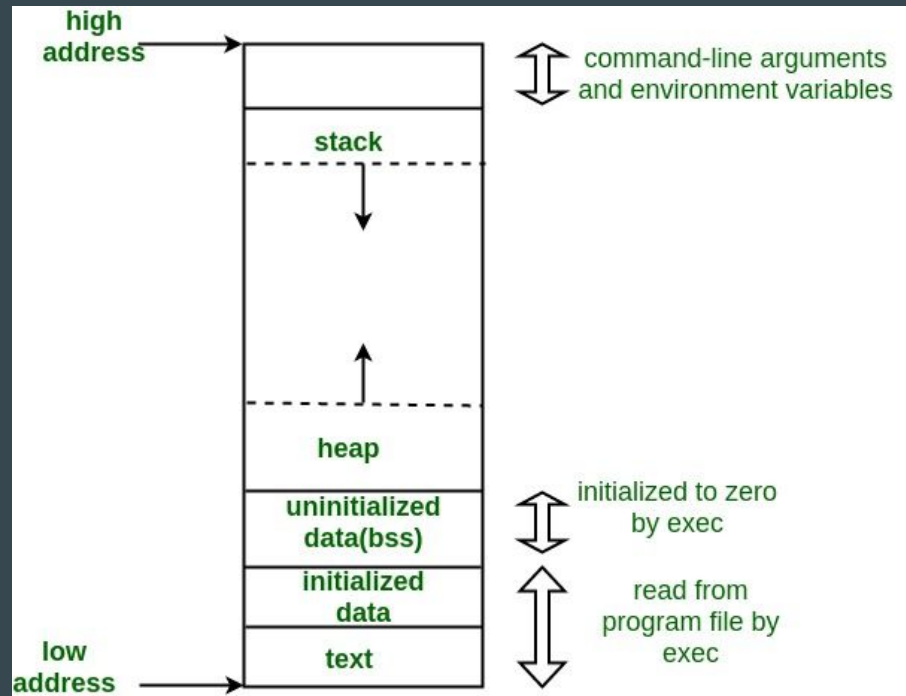 high
address
command-line arguments
and environment variables
stack
heap
uninitialized
data(bss)
initialized to zero
by exec
initialized
data
read from
program file by
exec
text
low
address